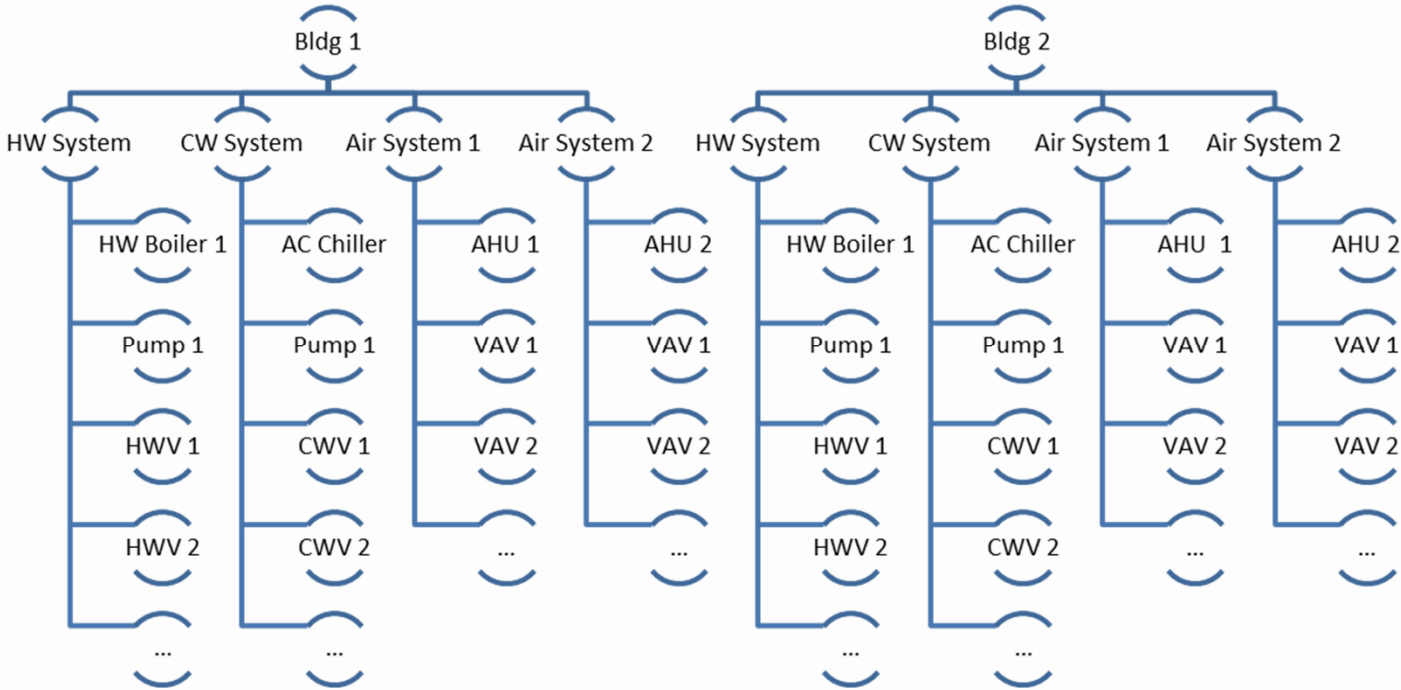 Bldg 1
Bldg 2
HW System
CW System
Air System 1
Air System 2
HW System
CW System
Air System 1
Air System 2
HW Boiler 1
AC Chiller
AHU 1
AHU 2
HW Boiler 1
AC Chiller
AHU  1
AHU 2
Pump 1
Pump 1
VAV 1
VAV 1
Pump 1
Pump 1
VAV 1
VAV 1
HWV 1
CWV 1
VAV 2
VAV 2
HWV 1
CWV 1
VAV 2
VAV 2
HWV 2
CWV 2
...
...
HWV 2
CWV 2
...
...
...
...
...
...